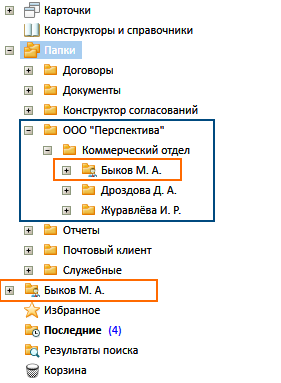 Карточки
Конструкторы и справочники
Папки
Договоры
Документы
Конструктор согласований
ООО "Перспектива"
Коммерческий отдел
Быков М. А.
Дроздова Д. А.
Журавлёва И. Р.
Отчеты
Почтовый клиент
Служебные
Быков М. А.
Избранное
Последние (4)
Результаты поиска
Корзина